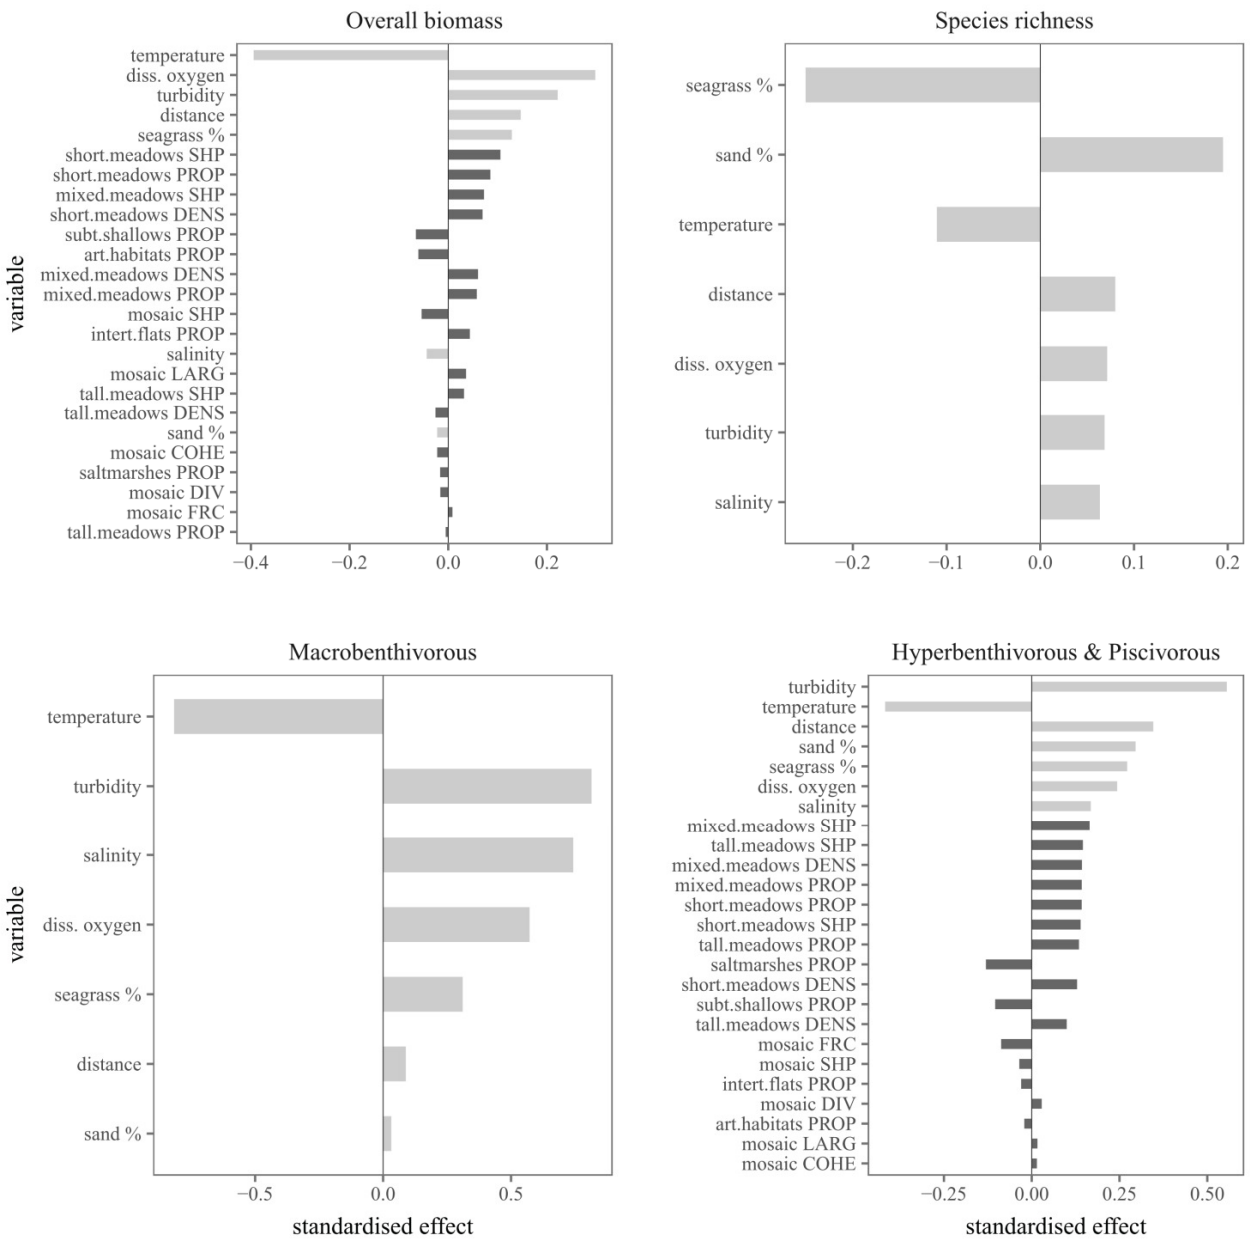 Overall biomass
temperature
diss. oxygen
turbidity
distance
seagrass %
short.meadows SHP
short.meadows PROP
mixed.meadows SHP
short.meadows DENS
subt.shallows PROP
art.habitats PROP
mixed.meadows DENS
mixed.meadows PROP
mosaic SHP
intert.flats PROP
salinity
mosaic LARG
tall.meadows SHP
tall.meadows DENS
sand %
mosaic COHE
saltmarshes PROP
mosaic DIV
mosaic FRC
tall.meadows PROP
variable
−0.4 −0.2 0.0 0.2
Species richness
seagrass %
sand %
temperature
distance
diss. oxygen
turbidity
salinity
−0.2 −0.1 0.0 0.1 0.2
Macrobenthivorous
temperature
turbidity
salinity
diss. oxygen
seagrass %
distance
sand %
variable
−0.5 0.0 0.5
standardised effect
Hyperbenthivorous & Piscivorous
turbidity
temperature
distance
sand %
seagrass %
diss. oxygen
salinity
mixed.meadows SHP
tall.meadows SHP
mixed.meadows DENS
mixed.meadows PROP
short.meadows PROP
short.meadows SHP
tall.meadows PROP
saltmarshes PROP
short.meadows DENS
subt.shallows PROP
tall.meadows DENS
mosaic FRC
mosaic SHP
intert.flats PROP
mosaic DIV
art.habitats PROP
mosaic LARG
mosaic COHE
−0.25 0.00 0.25 0.50
standardised effect